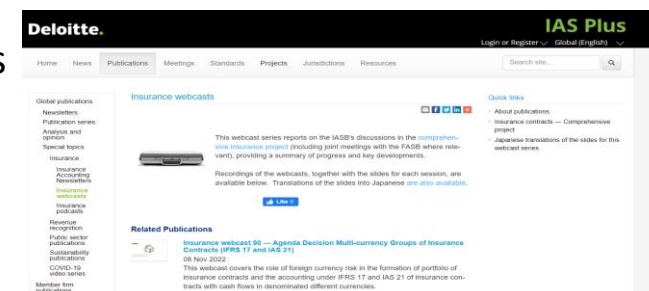 S
Deloitte.
IAS Plus
Login or Register Global (English)
Home News Publications Meetings Standards Projects Jurisdictions Resources
Search site...
Global publications
Newsletters
Publication series
Analysis and
opinion
Special topics
Insurance
Insurance
Accounting
Newsletters
Insurance
webcasts
Insurance
podcasts
Revenue
recognition
Public sector
publications
Sustainability
publications
COVID-19
video series
Member firm
publications
Insurance webcasts
This webcast series reports on the IASB's discussions in the comprehen-
sive insurance project (including joint meetings with the FASB where rele-
vant), providing a summary of progress and key developments.
Recordings of the webcasts, together with the slides for each session, are
available below. Translations of the slides into Japanese are also available.
Like 0
Related Publications
Insurance webcast 90 — Agenda Decision Multi-currency Groups of Insurance
Contracts (IFRS 17 and IAS 21)
08 Nov 2022
This webcast covers the role of foreign currency risk in the formation of portfolio of
insurance contracts and the accounting under IFRS 17 and IAS 21 of insurance con-
tracts with cash flows in denominated different currencies.
Quick links
About publications
Insurance contracts — Comprehensive
project
Japanese translations of the slides for this
webcast series